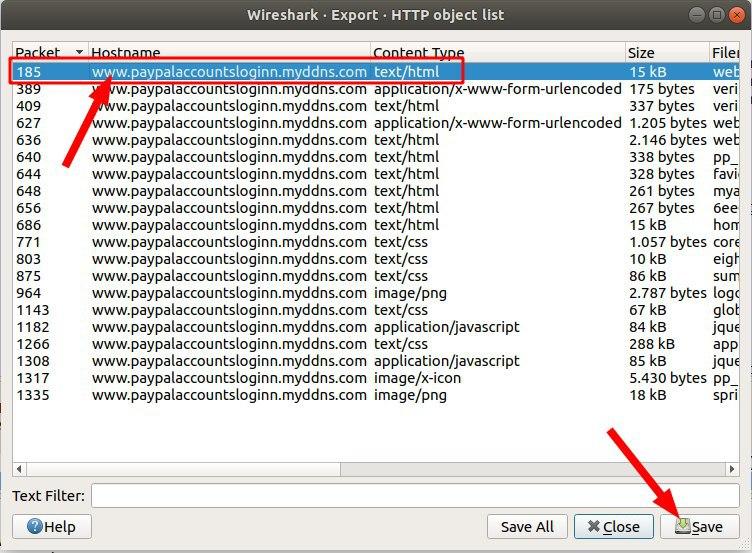 Wireshark · Export · HTTP object list
Packet Hostname Content Type Size
185 www.paypalaccountsloginn.myddns.com text/html 15 kB web
389 www.paypalaccountsloginn.myddns.com application/x-www-form-urlencoded 175 bytes veri
409 www.paypalaccountsloginn.myddns.com text/html 337 bytes veri
627 www.paypalaccountsloginn.myddns.com application/x-www-form-urlencoded 1.205 bytes web
636 www.paypalaccountsloginn.myddns.com text/html 2.146 bytes web
640 www.paypalaccountsloginn.myddns.com text/html 338 bytes pp_
644 www.paypalaccountsloginn.myddns.com text/html 328 bytes favi
648 www.paypalaccountsloginn.myddns.com text/html 261 bytes mya
656 www.paypalaccountsloginn.myddns.com text/html 267 bytes 6eec
686 www.paypalaccountsloginn.myddns.com text/html 15 kB hom
771 www.paypalaccountsloginn.myddns.com text/css 1.057 bytes core
803 www.paypalaccountsloginn.myddns.com text/css 10 kB eigh
875 www.paypalaccountsloginn.myddns.com text/css 86 kB sum
964 www.paypalaccountsloginn.myddns.com image/png 2.787 bytes logo
1143 www.paypalaccountsloginn.myddns.com text/css 67 kB glob
1182 www.paypalaccountsloginn.myddns.com application/javascript 84 kB jque
1266 www.paypalaccountsloginn.myddns.com text/css 288 kB app
1308 www.paypalaccountsloginn.myddns.com application/javascript 85 kB jque
1317 www.paypalaccountsloginn.myddns.com image/x-icon 5.430 bytes pp_
1335 www.paypalaccountsloginn.myddns.com image/png 18 kB spri
Text Filter:
Help Save All Close Save